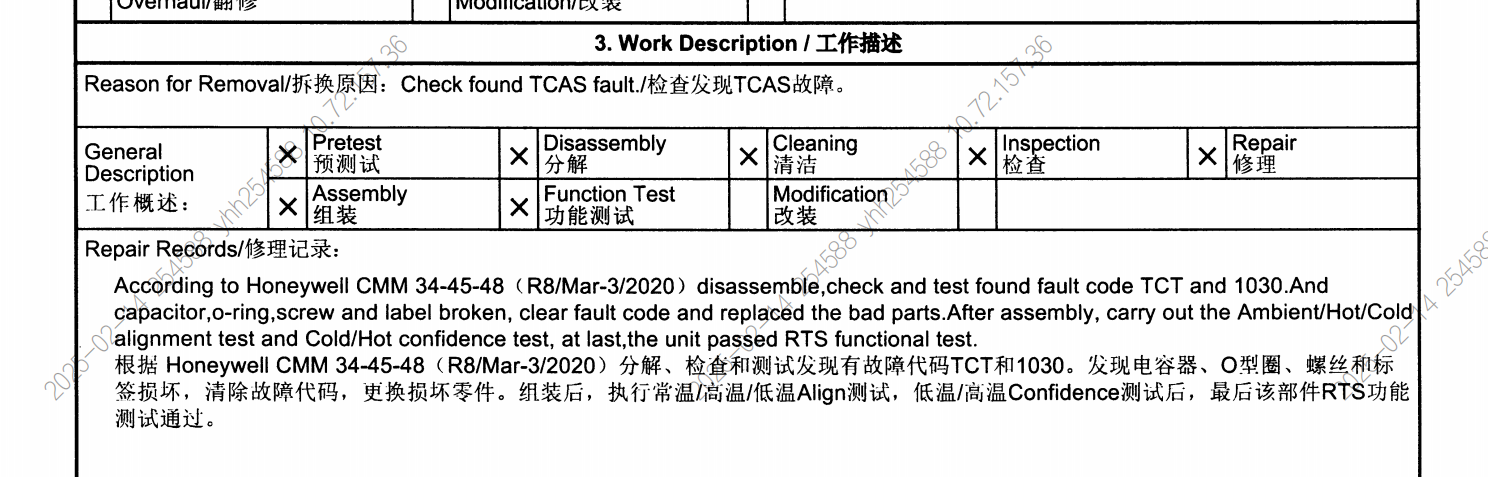 Overhaul/翻修
Modification/改装
3. Work Description / 工作描述
Reason for Removal/拆换原因：Check found TCAS fault./检查发现TCAS故障。
General
Description
工作概述：
× Pretest
预测试
× Disassembly
分解
× Cleaning
清洁
× Inspection
检查
× Repair
修理
× Assembly
组装
× Function Test
功能测试
Modification
改装
Repair Records/修理记录：
According to Honeywell CMM 34-45-48（R8/Mar-3/2020）disassemble,check and test found fault code TCT and 1030.And
capacitor,o-ring,screw and label broken, clear fault code and replaced the bad parts.After assembly, carry out the Ambient/Hot/Cold
alignment test and Cold/Hot confidence test, at last,the unit passed RTS functional test.
根据 Honeywell CMM 34-45-48（R8/Mar-3/2020）分解、检查和测试发现有故障代码TCT和1030。发现电容器、O型圈、螺丝和标
签损坏，清除故障代码，更换损坏零件。组装后，执行常温/高温/低温Align测试，低温/高温Confidence测试后，最后该部件RTS功能
测试通过。
2025-02-14 254588 yhh254588 10.72.157.36
2025-02-14 254588 yhh254588 10.72.157.36
2025-02-14 254588